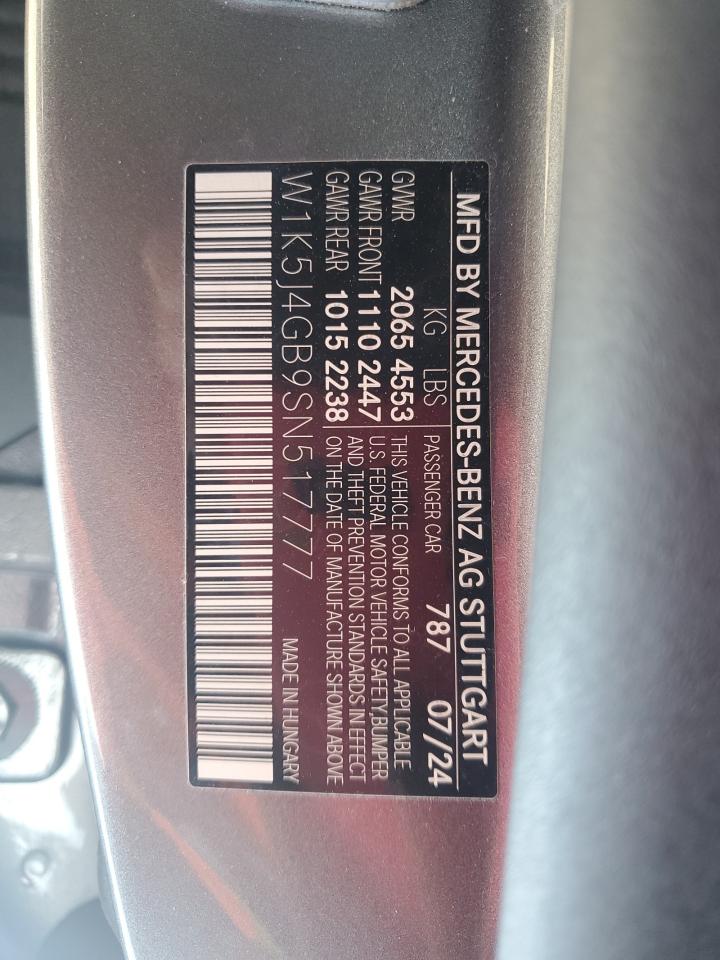 MFD BY MERCEDES-BENZ AG STUTTGART
KG LBS PASSENGER CAR 787 07/24
GVWR 2065 4553 THIS VEHICLE CONFORMS TO ALL APPLICABLE
GAWR FRONT 1110 2447 U.S. FEDERAL MOTOR VEHICLE SAFETY,BUMPER
GAWR REAR 1015 2238 AND THEFT PREVENTION STANDARDS IN EFFECT
ON THE DATE OF MANUFACTURE SHOWN ABOVE
W1K5J4GB9SN517777 MADE IN HUNGARY